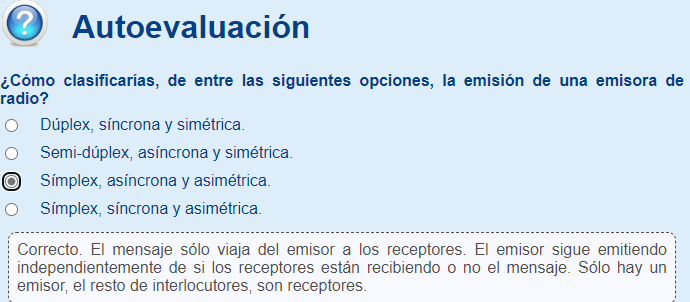 Autoevaluación
¿Cómo clasificarías, de entre las siguientes opciones, la emisión de una emisora de
radio?
Dúplex, síncrona y simétrica.
Semi-dúplex, asíncrona y simétrica.
Símplex, asíncrona y asimétrica.
Símplex, síncrona y asimétrica.
Correcto. El mensaje sólo viaja del emisor a los receptores. El emisor sigue emitiendo
independientemente de si los receptores están recibiendo o no el mensaje. Sólo hay un
emisor, el resto de interlocutores, son receptores.